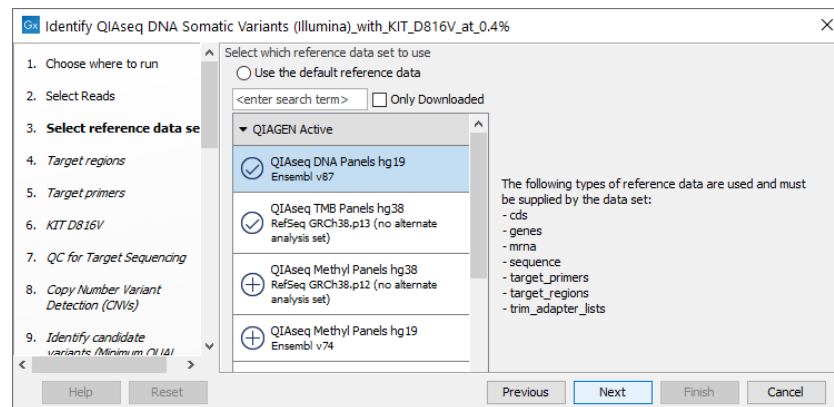 Gx Identify QIAseq DNA Somatic Variants (Illumina)_with_KIT_D816V_at_0.4%
1. Choose where to run
2. Select Reads
3. Select reference data se
4. Target regions
5. Target primers
6. KIT D816V
7. QC for Target Sequencing
8. Copy Number Variant
Detection (CNVs)
9. Identify candidate
variants (Minimum QUAL
Select which reference data set to use
Use the default reference data
<enter search term>
Only Downloaded
QIAGEN Active
QIAseq DNA Panels hg19
Ensembl v87
QIAseq TMB Panels hg38
RefSeq GRCh38.p13 (no alternate
analysis set)
QIAseq Methyl Panels hg38
RefSeq GRCh38.p12 (no alternate
analysis set)
QIAseq Methyl Panels hg19
Ensembl v74
The following types of reference data are used and must
be supplied by the data set:
- cds
- genes
- mrna
- sequence
- target_primers
- target_regions
- trim_adapter_lists
Help
Reset
Previous
Next
Finish
Cancel